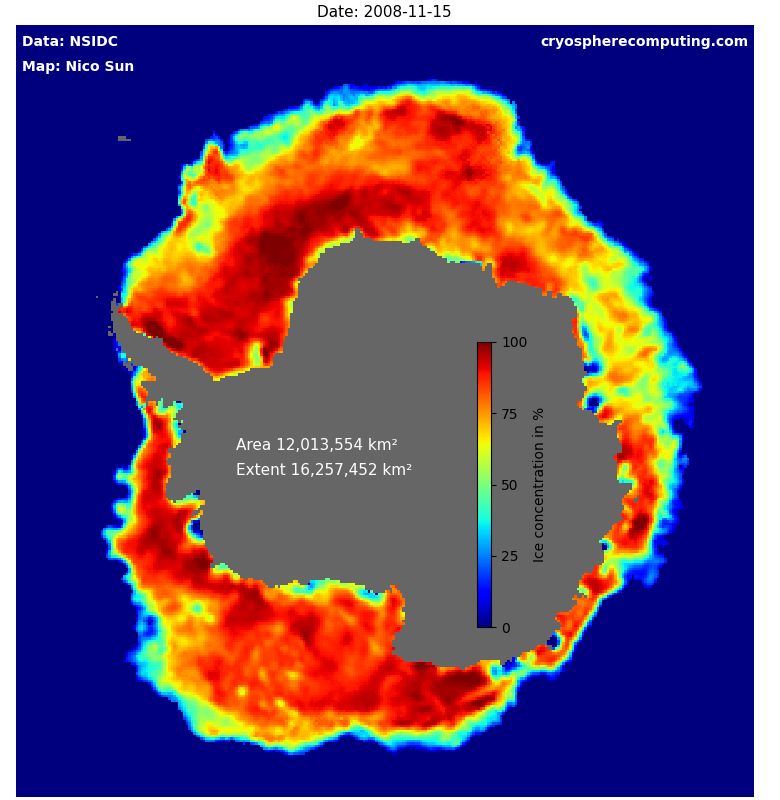 Date: 2008-11-15
Data: NSIDC
cryospherecomputing.com
Map: Nico Sun
100
75
50
25
0
Ice concentration in %
Area 12,013,554 km²
Extent 16,257,452 km²